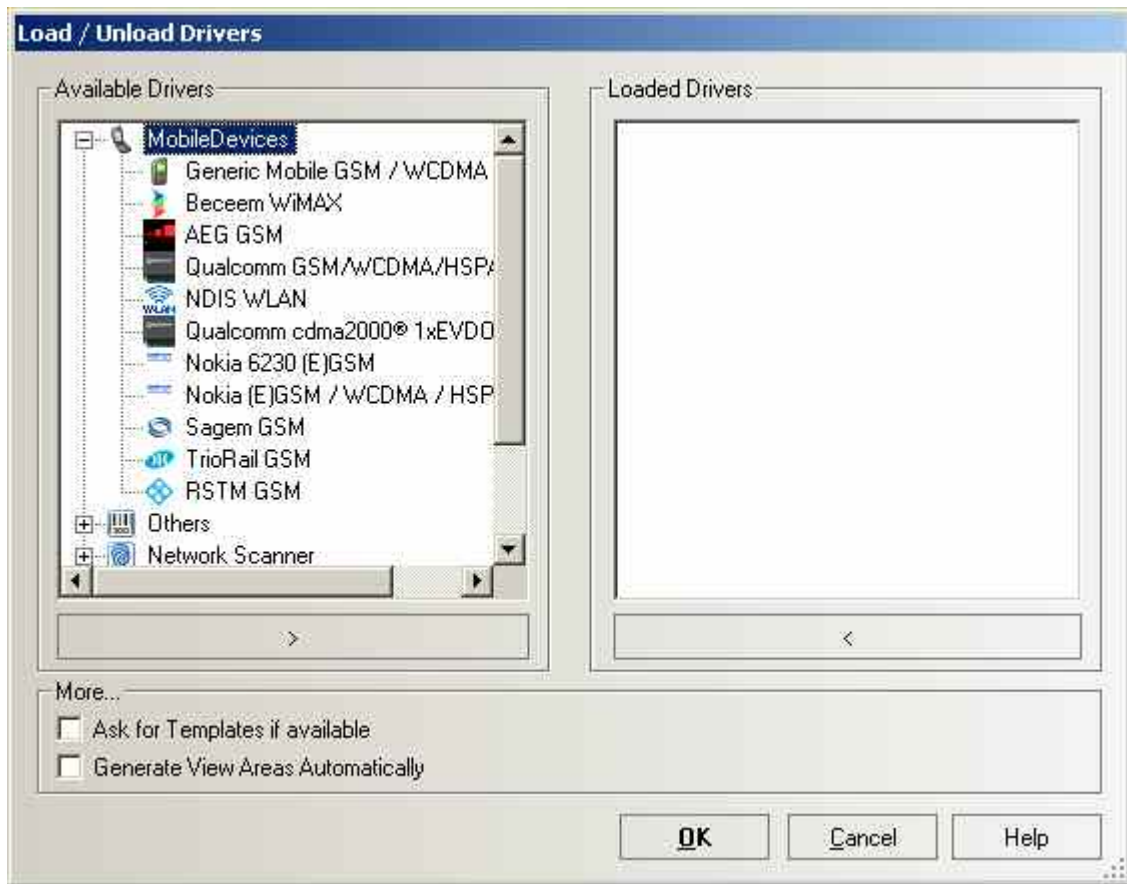 Load / Unload Drivers
Available Drivers
MobileDevices
Generic Mobile GSM / WCDMA
Beceem WiMAX
AEG GSM
Qualcomm GSM/WCDMA/HSPA
NDIS WLAN
WLAN
Qualcomm cdma2000® 1xEVDO
Nokia 6230 (E)GSM
Nokia (E)GSM / WCDMA / HSP
Sagem GSM
TrioRail GSM
RSTM GSM
Others
Network Scanner
>
Loaded Drivers
<
More...
Ask for Templates if available
Generate View Areas Automatically
OK
Cancel
Help